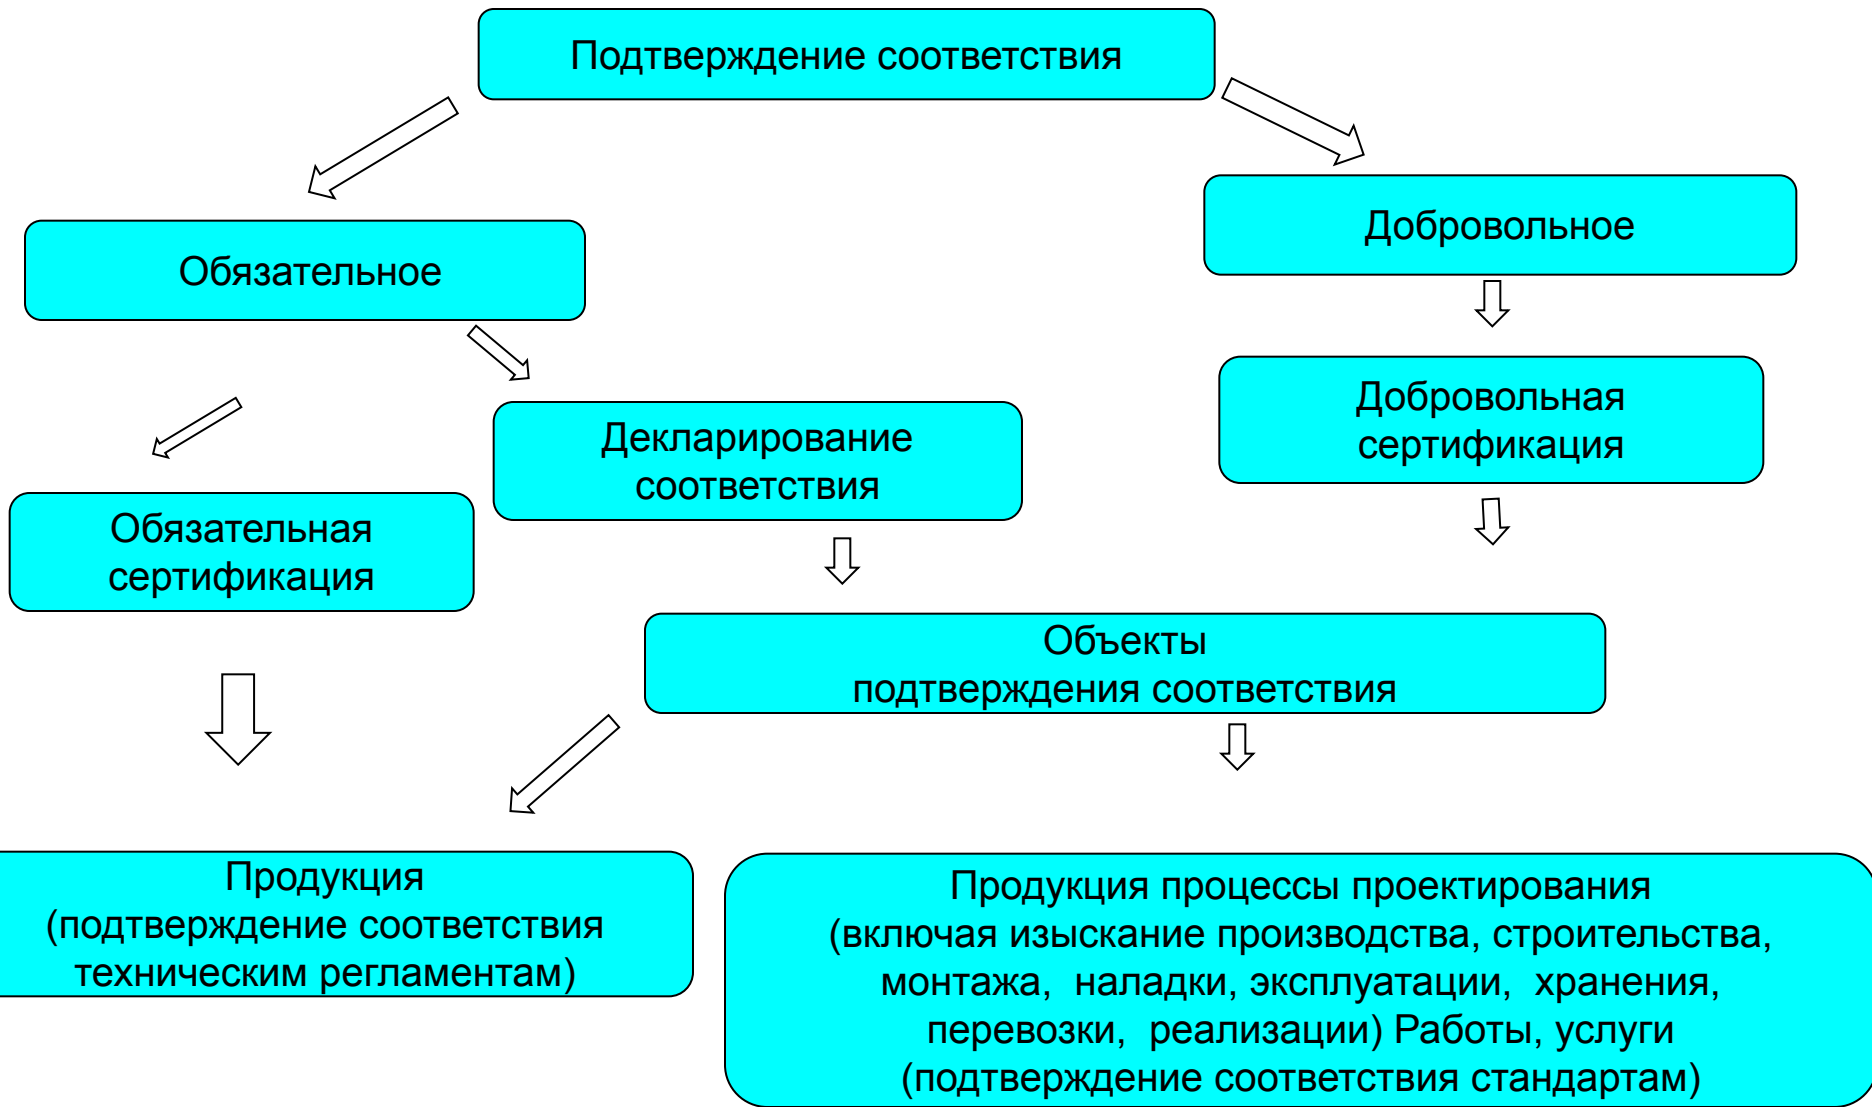 Подтверждение соответствия
Добровольное
Обязательное
Добровольная
сертификация
Декларирование
соответствия
Обязательная
сертификация
Объекты
подтверждения соответствия
Продукция
(подтверждение соответствия
техническим регламентам)
Продукция процессы проектирования
(включая изыскание производства, строительства,
монтажа, наладки, эксплуатации, хранения,
перевозки, реализации) Работы, услуги
(подтверждение соответствия стандартам)